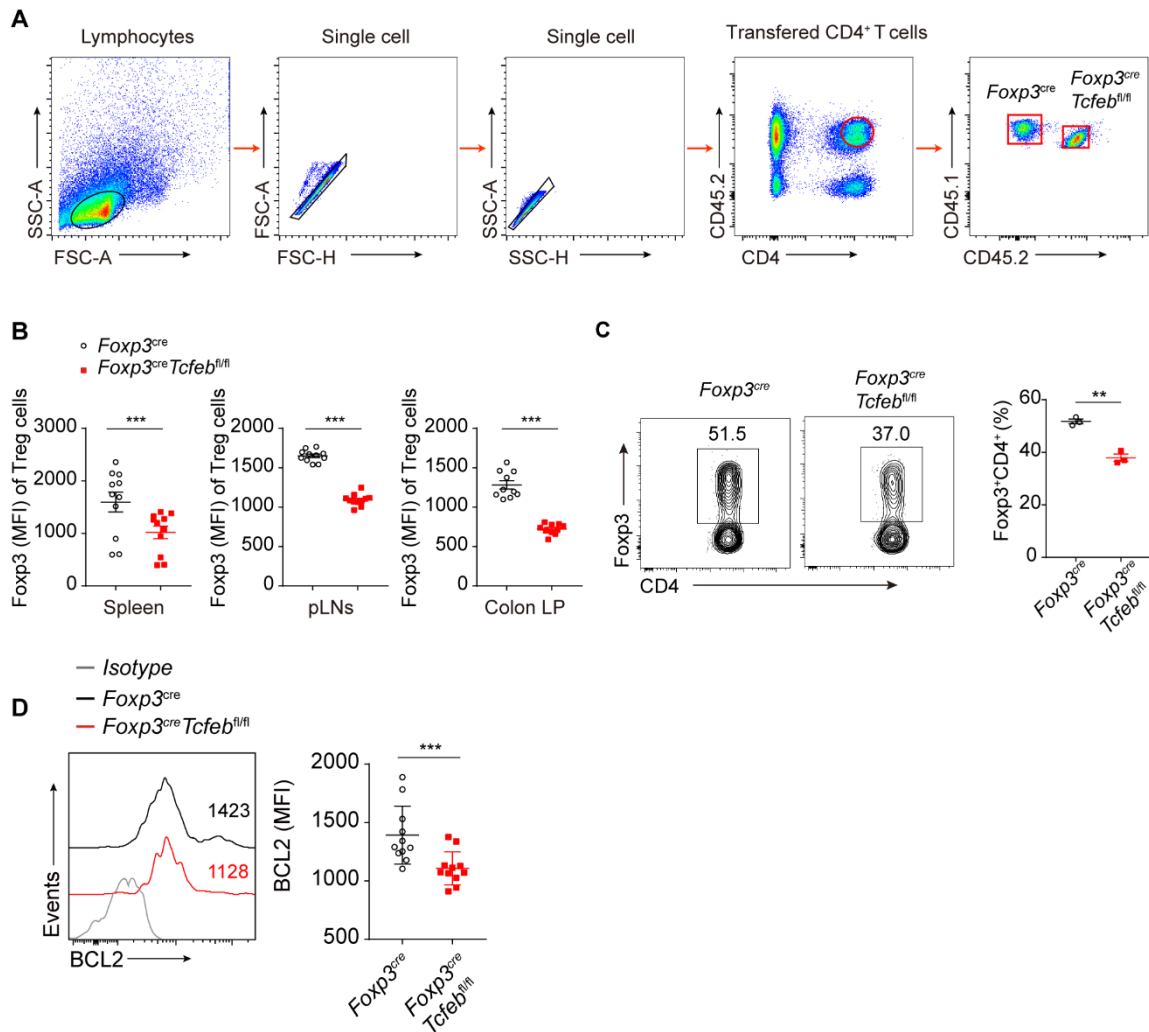 A
Lymphocytes
Single cell
Single cell
Transfered CD4⁺ T cells
Foxp3ᶜʳᵉ
Foxp3ᶜʳᵉ
Tcfebᶠˡ/ᶠˡ
SSC-A
FSC-A
FSC-A
FSC-H
SSC-A
SSC-H
CD45.2
CD4
CD45.1
CD45.2
B
Foxp3ᶜʳᵉ
Foxp3ᶜʳᵉTcfebᶠˡ/ᶠˡ
Foxp3 (MFI) of Treg cells
3000
2000
1000
0
***
Spleen
Foxp3 (MFI) of Treg cells
2000
1500
1000
500
0
***
pLNs
Foxp3 (MFI) of Treg cells
2000
1500
1000
500
0
***
Colon LP
C
Foxp3ᶜʳᵉ
Foxp3ᶜʳᵉ
Tcfebᶠˡ/ᶠˡ
51.5
37.0
Foxp3
CD4
Foxp3⁺CD4⁺ (%)
60
40
20
0
**
Foxp3ᶜʳᵉ
Foxp3ᶜʳᵉ
Tcfebᶠˡ/ᶠˡ
Isotype
Foxp3ᶜʳᵉ
Foxp3ᶜʳᵉTcfebᶠˡ/ᶠˡ
D
1423
1128
Events
BCL2
BCL2 (MFI)
2000
1500
1000
500
***
Foxp3ᶜʳᵉ
Foxp3ᶜʳᵉ
Tcfebᶠˡ/ᶠˡ